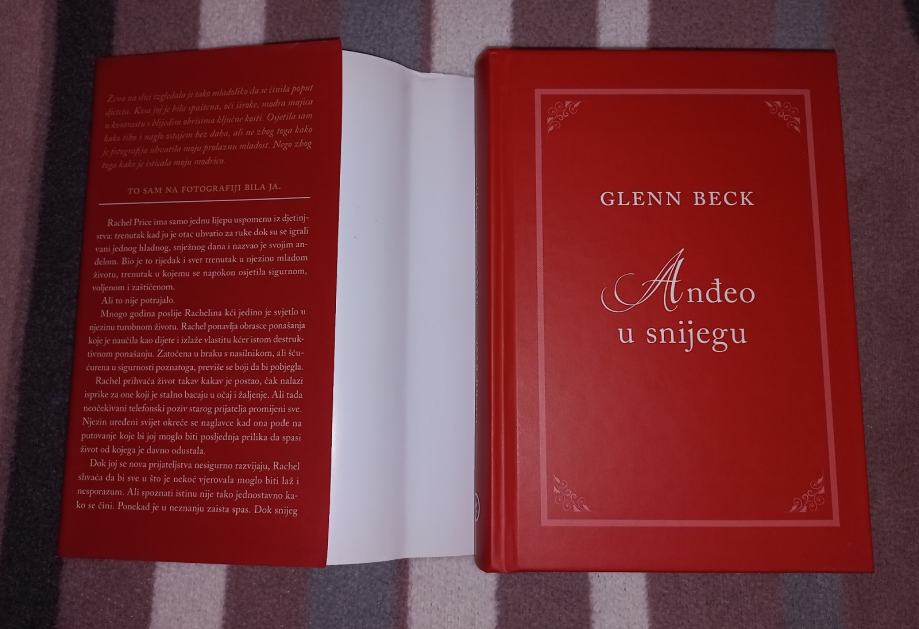 Žena na slici izgledala je tako mladoliko da se činila poput
djeteta. Kosa joj je bila spuštena, oči široke, modra majica
u kontrastu s blijedim obrisima ključne kosti. Osjetila sam
kako tiho i naglo ustajem bez daha, ali ne zbog toga kako
je fotografija uhvatila moju prolaznu mladost. Nego zbog
toga kako je isticala moju modricu.
TO SAM NA FOTOGRAFIJI BILA JA.
Rachel Price ima samo jednu lijepu uspomenu iz djetinj-
stva: trenutak kad ju je otac uhvatio za ruke dok su se igrali
vani jednog hladnog, snježnog dana i nazvao je svojim an-
đelom. Bio je to rijedak i svet trenutak u njezinu mladom
životu, trenutak u kojemu se napokon osjetila sigurnom,
voljenom i zaštićenom.
Ali to nije potrajalo.
Mnogo godina poslije Rachelina kći jedino je svjetlo u
njezinu turobnom životu. Rachel ponavlja obrasce ponašanja
koje je naučila kao dijete i izlaže vlastitu kćer istom destruk-
tivnom ponašanju. Zatočena u braku s nasilnikom, ali šću-
ćurena u sigurnosti poznatoga, previše se boji da bi pobjegla.
Rachel prihvaća život takav kakav je postao, čak nalazi
isprike za one koji je stalno bacaju u očaj i žaljenje. Ali tada
neočekivani telefonski poziv starog prijatelja promijeni sve.
Njezin uređeni svijet okreće se naglavce kad ona pođe na
putovanje koje bi joj moglo biti posljednja prilika da spasi
život od kojega je davno odustala.
Dok joj se nova prijateljstva nesigurno razvijaju, Rachel
shvaća da bi sve u što je nekoć vjerovala moglo biti laž i
nesporazum. Ali spoznati istinu nije tako jednostavno ka-
ko se čini. Ponekad je u neznanju zaista spas. Dok snijeg
GLENN BECK
Anđeo
u snijegu